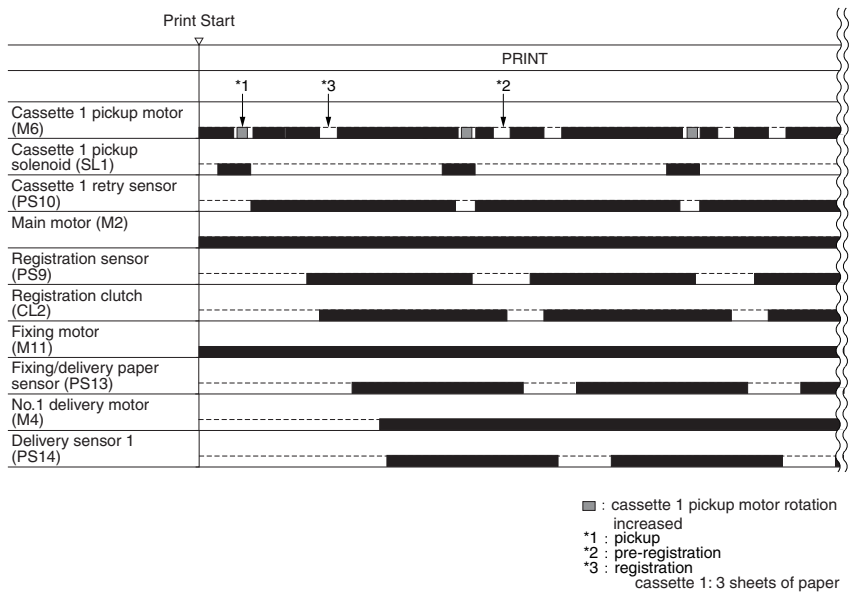 Print Start
PRINT
*1
*3
*2
Cassette 1 pickup motor
(M6)
Cassette 1 pickup
solenoid (SL1)
Cassette 1 retry sensor
(PS10)
Main motor (M2)
Registration sensor
(PS9)
Registration clutch
(CL2)
Fixing motor
(M11)
Fixing/delivery paper
sensor (PS13)
No.1 delivery motor
(M4)
Delivery sensor 1
(PS14)
: cassette 1 pickup motor rotation
increased
*1 : pickup
*2 : pre-registration
*3 : registration
cassette 1: 3 sheets of paper